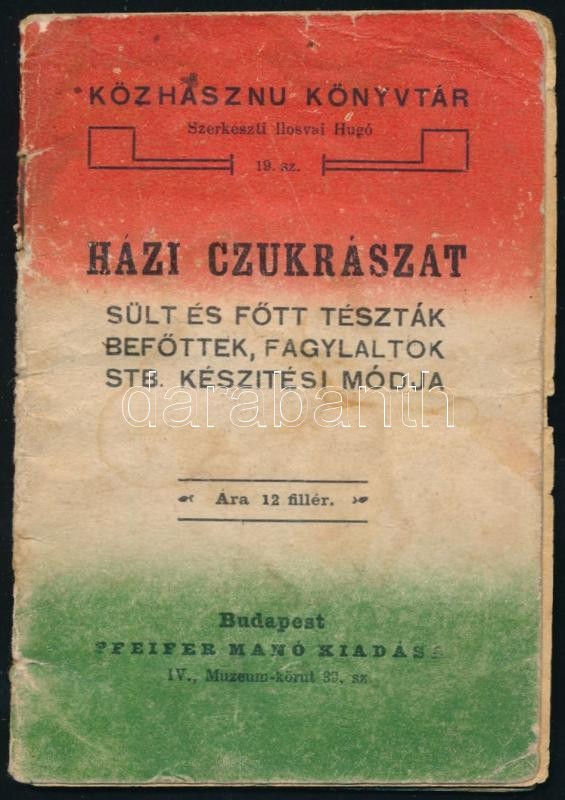 KÖZHASZNU KÖNYVTÁR
Szerkeszti Ilosvai Hugó
19. sz.
HÁZI CZUKRÁSZAT
SÜLT ÉS FŐTT TÉSZTÁK
BEFŐTTEK, FAGYLALTOK
STB. KÉSZITÉSI MÓDJA
darabanth
Ára 12 fillér.
Budapest
PFEIFER MANÓ KIADÁSA
IV., Muzeum-körut sz.